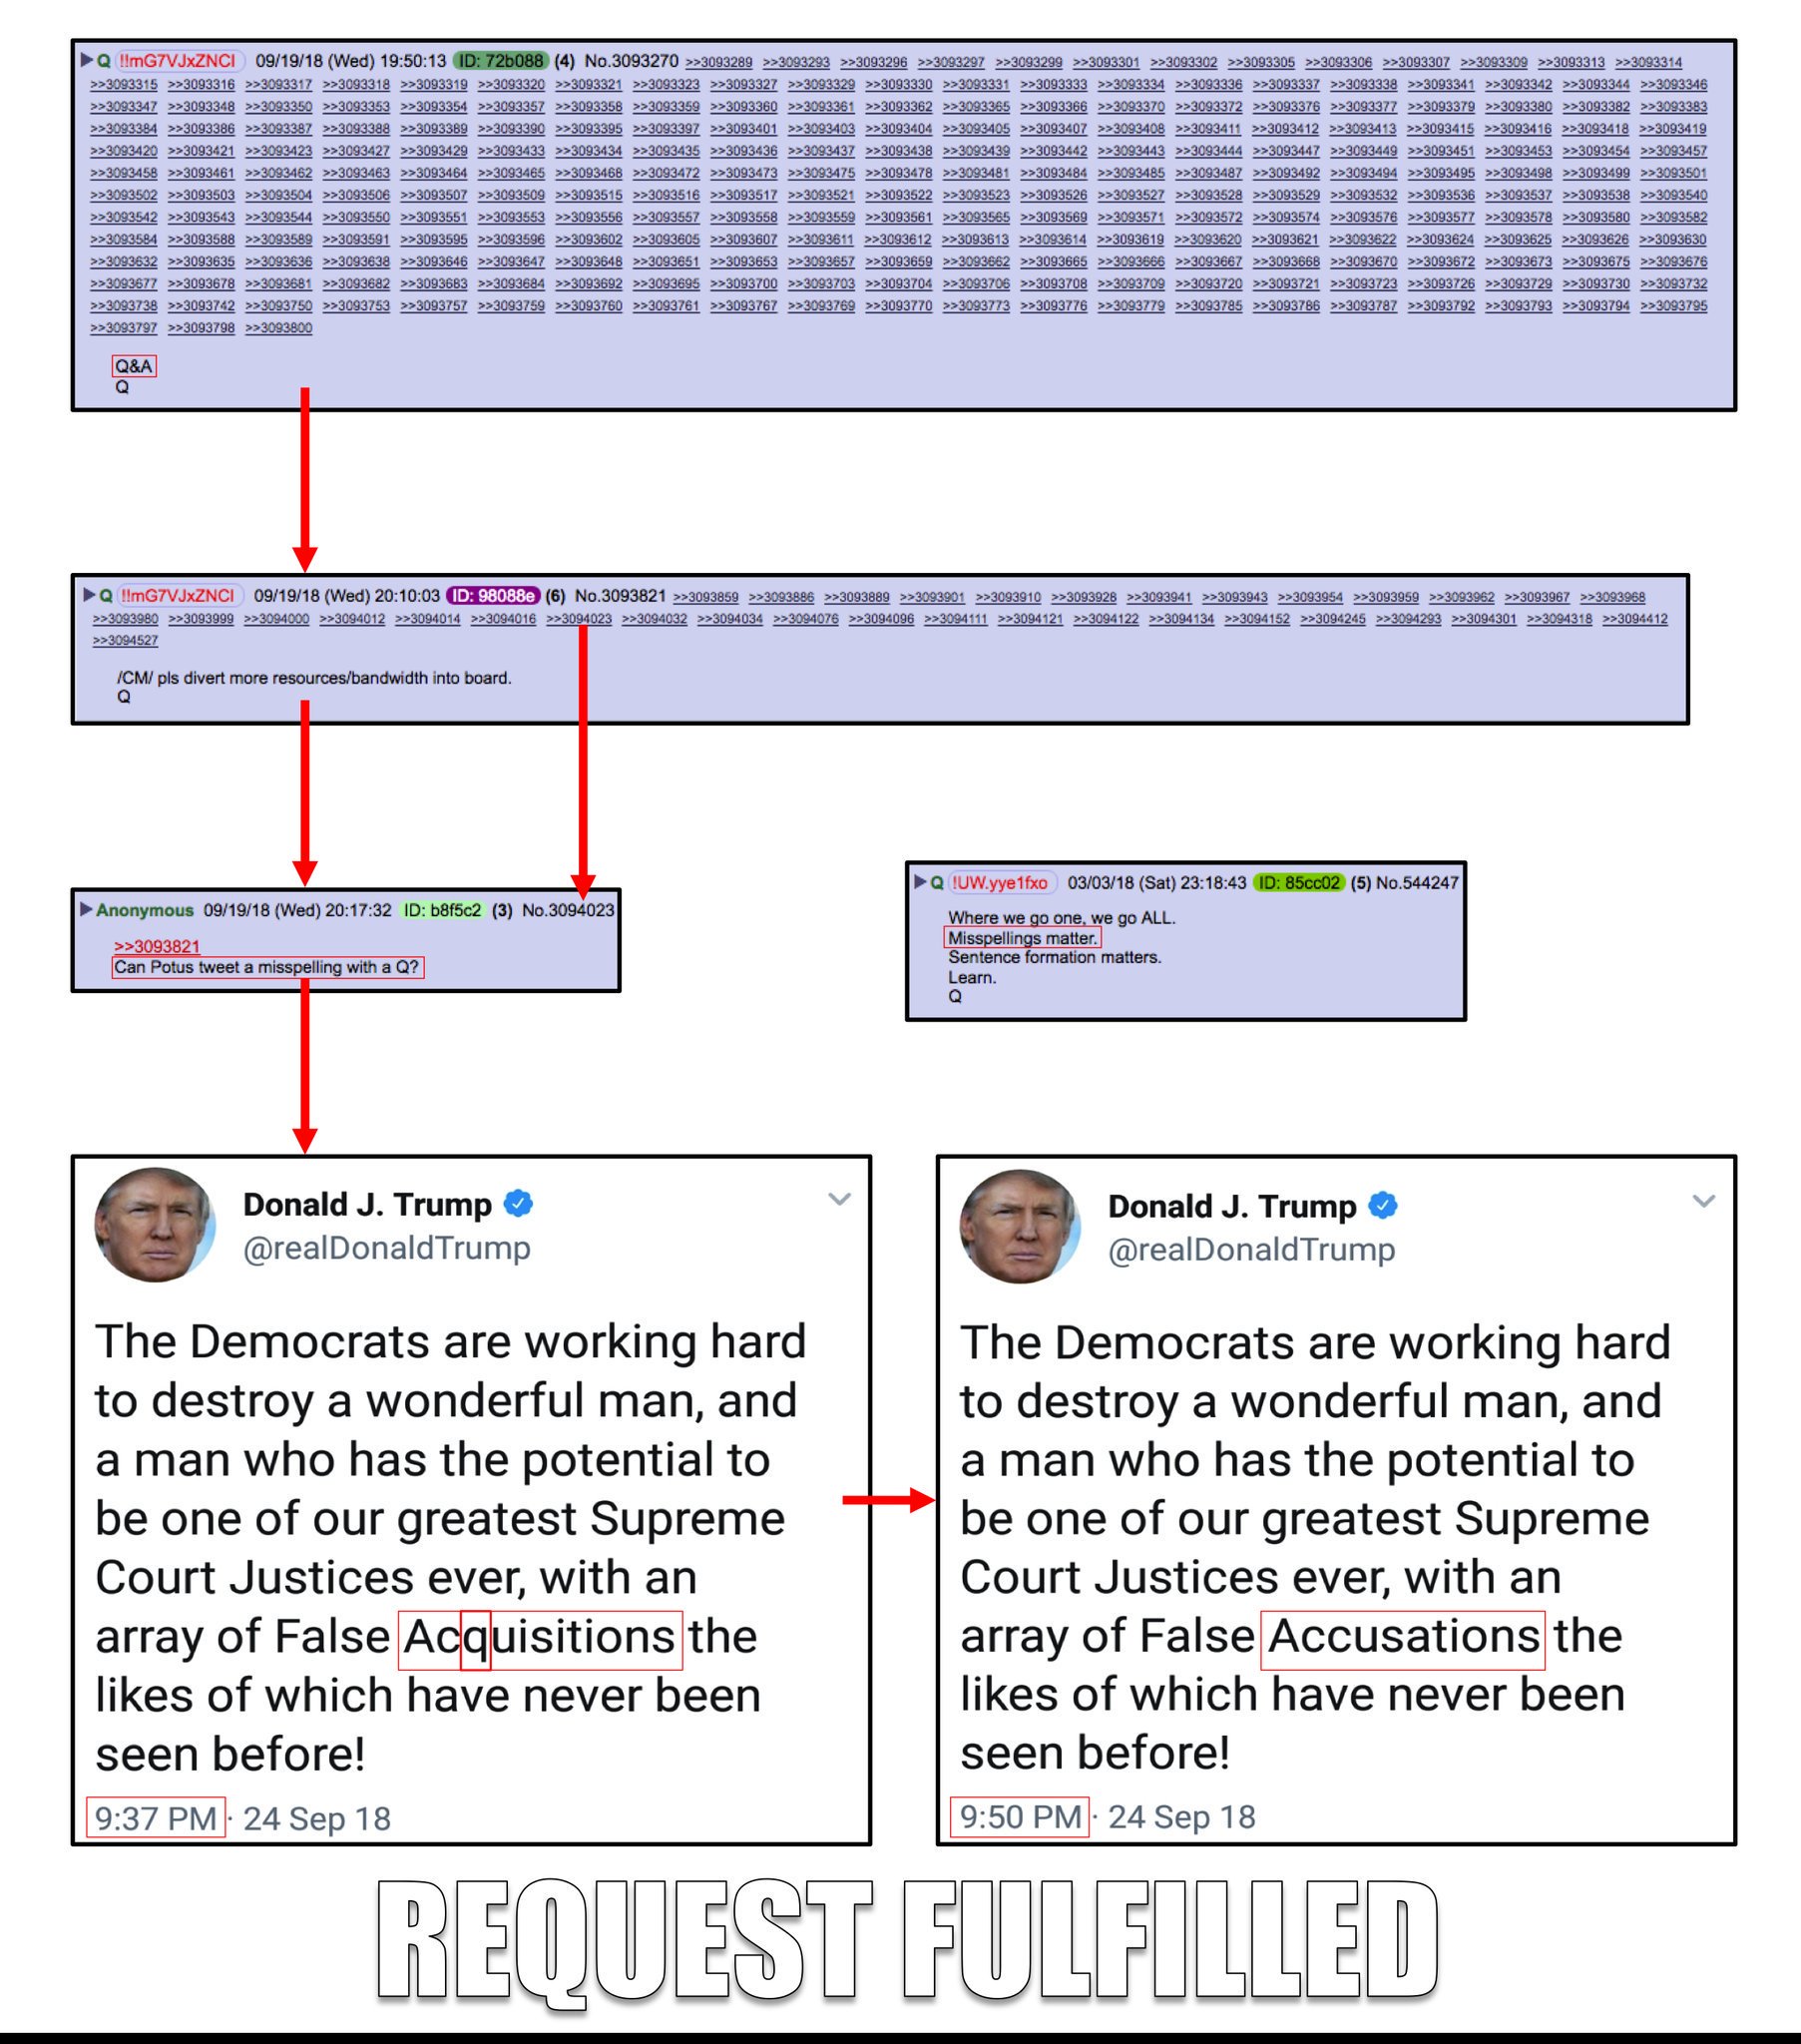 Q !!mG7VJxZNCI 09/19/18 (Wed) 19:50:13 ID: 72b088 (4) No.3093270 >>3093289 >>3093293 >>3093296 >>3093297 >>3093299 >>3093301 >>3093302 >>3093305 >>3093306 >>3093307 >>3093309 >>3093313 >>3093314
>>3093315 >>3093316 >>3093317 >>3093318 >>3093319 >>3093320 >>3093321 >>3093323 >>3093327 >>3093329 >>3093330 >>3093331 >>3093333 >>3093334 >>3093336 >>3093337 >>3093338 >>3093341 >>3093342 >>3093344 >>3093346
>>3093347 >>3093348 >>3093350 >>3093353 >>3093354 >>3093357 >>3093358 >>3093359 >>3093360 >>3093361 >>3093362 >>3093365 >>3093366 >>3093370 >>3093372 >>3093376 >>3093377 >>3093379 >>3093380 >>3093382 >>3093383
>>3093384 >>3093386 >>3093387 >>3093388 >>3093389 >>3093390 >>3093395 >>3093397 >>3093401 >>3093403 >>3093404 >>3093405 >>3093407 >>3093408 >>3093411 >>3093412 >>3093413 >>3093415 >>3093416 >>3093418 >>3093419
>>3093420 >>3093421 >>3093423 >>3093427 >>3093429 >>3093433 >>3093434 >>3093435 >>3093436 >>3093437 >>3093438 >>3093439 >>3093442 >>3093443 >>3093444 >>3093447 >>3093449 >>3093451 >>3093453 >>3093454 >>3093457
>>3093458 >>3093461 >>3093462 >>3093463 >>3093464 >>3093465 >>3093468 >>3093472 >>3093473 >>3093475 >>3093478 >>3093481 >>3093484 >>3093485 >>3093487 >>3093492 >>3093494 >>3093495 >>3093498 >>3093499 >>3093501
>>3093502 >>3093503 >>3093504 >>3093506 >>3093507 >>3093509 >>3093515 >>3093516 >>3093517 >>3093521 >>3093522 >>3093523 >>3093526 >>3093527 >>3093528 >>3093529 >>3093532 >>3093536 >>3093537 >>3093538 >>3093540
>>3093542 >>3093543 >>3093544 >>3093550 >>3093551 >>3093553 >>3093556 >>3093557 >>3093558 >>3093559 >>3093561 >>3093565 >>3093569 >>3093571 >>3093572 >>3093574 >>3093576 >>3093577 >>3093578 >>3093580 >>3093582
>>3093584 >>3093588 >>3093589 >>3093591 >>3093595 >>3093596 >>3093602 >>3093605 >>3093607 >>3093611 >>3093612 >>3093613 >>3093614 >>3093619 >>3093620 >>3093621 >>3093622 >>3093624 >>3093625 >>3093626 >>3093630
>>3093632 >>3093635 >>3093636 >>3093638 >>3093646 >>3093647 >>3093648 >>3093651 >>3093653 >>3093657 >>3093659 >>3093662 >>3093665 >>3093666 >>3093667 >>3093668 >>3093670 >>3093672 >>3093673 >>3093675 >>3093676
>>3093677 >>3093678 >>3093681 >>3093682 >>3093683 >>3093684 >>3093692 >>3093695 >>3093700 >>3093703 >>3093704 >>3093706 >>3093708 >>3093709 >>3093720 >>3093721 >>3093723 >>3093726 >>3093729 >>3093730 >>3093732
>>3093738 >>3093742 >>3093750 >>3093753 >>3093757 >>3093759 >>3093760 >>3093761 >>3093767 >>3093769 >>3093770 >>3093773 >>3093776 >>3093779 >>3093785 >>3093786 >>3093787 >>3093792 >>3093793 >>3093794 >>3093795
>>3093797 >>3093798 >>3093800
Q&A
Q
Q !!mG7VJxZNCI 09/19/18 (Wed) 20:10:03 ID: 98088e (6) No.3093821 >>3093859 >>3093886 >>3093889 >>3093901 >>3093910 >>3093928 >>3093941 >>3093943 >>3093954 >>3093959 >>3093962 >>3093967 >>3093968
>>3093980 >>3093999 >>3094000 >>3094012 >>3094014 >>3094016 >>3094023 >>3094032 >>3094034 >>3094076 >>3094096 >>3094111 >>3094121 >>3094122 >>3094134 >>3094152 >>3094245 >>3094293 >>3094301 >>3094318 >>3094412
>>3094527
/CM/ pls divert more resources/bandwidth into board.
Q
Anonymous 09/19/18 (Wed) 20:17:32 ID: b8f5c2 (3) No.3094023
>>3093821
Can Potus tweet a misspelling with a Q?
Q !UW.yye1fxo 03/03/18 (Sat) 23:18:43 ID: 85cc02 (5) No.544247
Where we go one, we go ALL.
Misspellings matter.
Sentence formation matters.
Learn.
Q
Donald J. Trump
@realDonaldTrump
The Democrats are working hard
to destroy a wonderful man, and
a man who has the potential to
be one of our greatest Supreme
Court Justices ever, with an
array of False Acquisitions the
likes of which have never been
seen before!
9:37 PM · 24 Sep 18
Donald J. Trump
@realDonaldTrump
The Democrats are working hard
to destroy a wonderful man, and
a man who has the potential to
be one of our greatest Supreme
Court Justices ever, with an
array of False Accusations the
likes of which have never been
seen before!
9:50 PM · 24 Sep 18
REQUEST FULFILLED